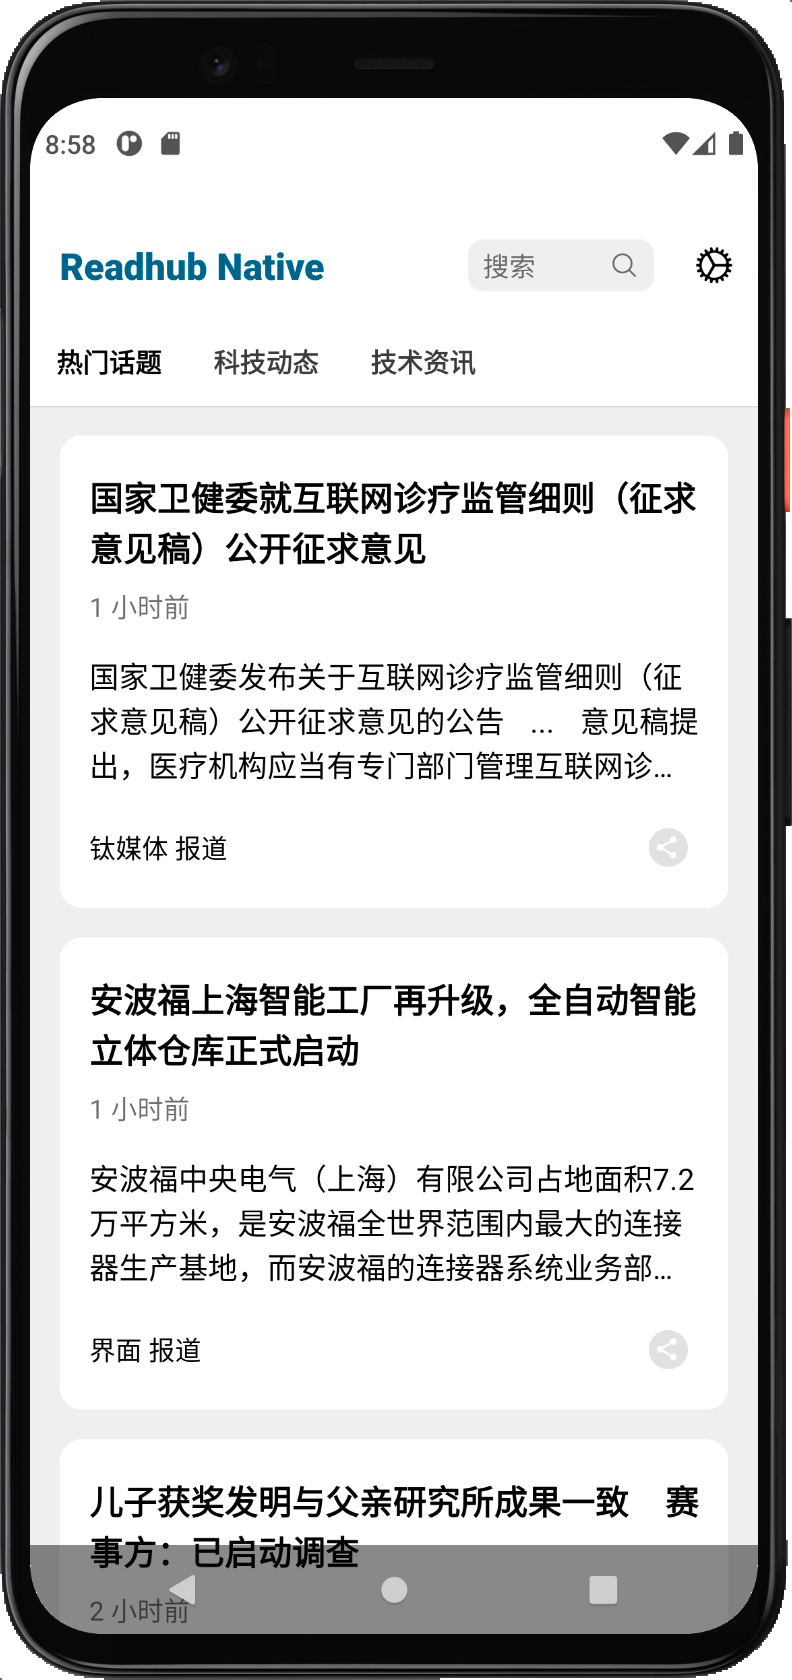 8:58
Readhub Native
搜索
热门话题 科技动态 技术资讯
国家卫健委就互联网诊疗监管细则（征求
意见稿）公开征求意见
1 小时前
国家卫健委发布关于互联网诊疗监管细则（征
求意见稿）公开征求意见的公告 ... 意见稿提
出，医疗机构应当有专门部门管理互联网诊...
钛媒体 报道
安波福上海智能工厂再升级，全自动智能
立体仓库正式启动
1 小时前
安波福中央电气（上海）有限公司占地面积7.2
万平方米，是安波福全世界范围内最大的连接
器生产基地，而安波福的连接器系统业务部...
界面 报道
儿子获奖发明与父亲研究所成果一致 赛
事方：已启动调查
2 小时前